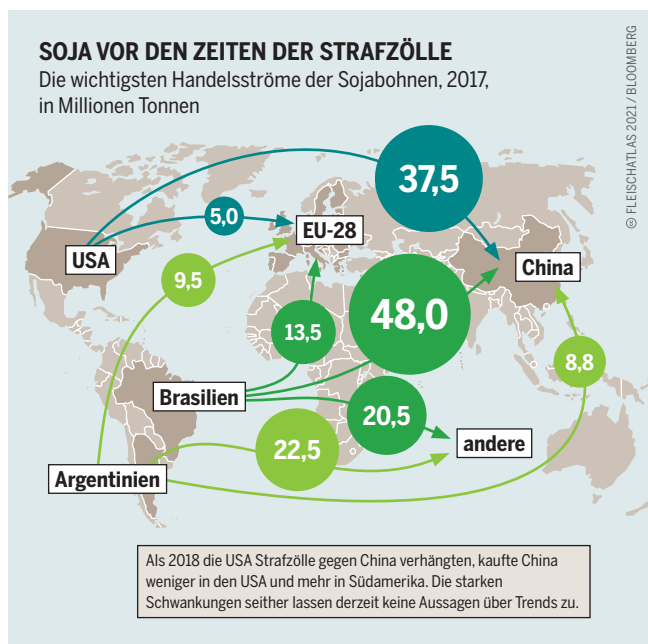 SOJA VOR DEN ZEITEN DER STRAFZÖLLE
Die wichtigsten Handelsströme der Sojabohnen, 2017,
in Millionen Tonnen
FLEISCHATLAS 2021 / BLOOMBERG
37,5
5,0
EU-28
USA
China
9,5
48,0
13,5
8,8
Brasilien
20,5
22,5
andere
Argentinien
Als 2018 die USA Strafzölle gegen China verhängten, kaufte China
weniger in den USA und mehr in Südamerika. Die starken
Schwankungen seither lassen derzeit keine Aussagen über Trends zu.